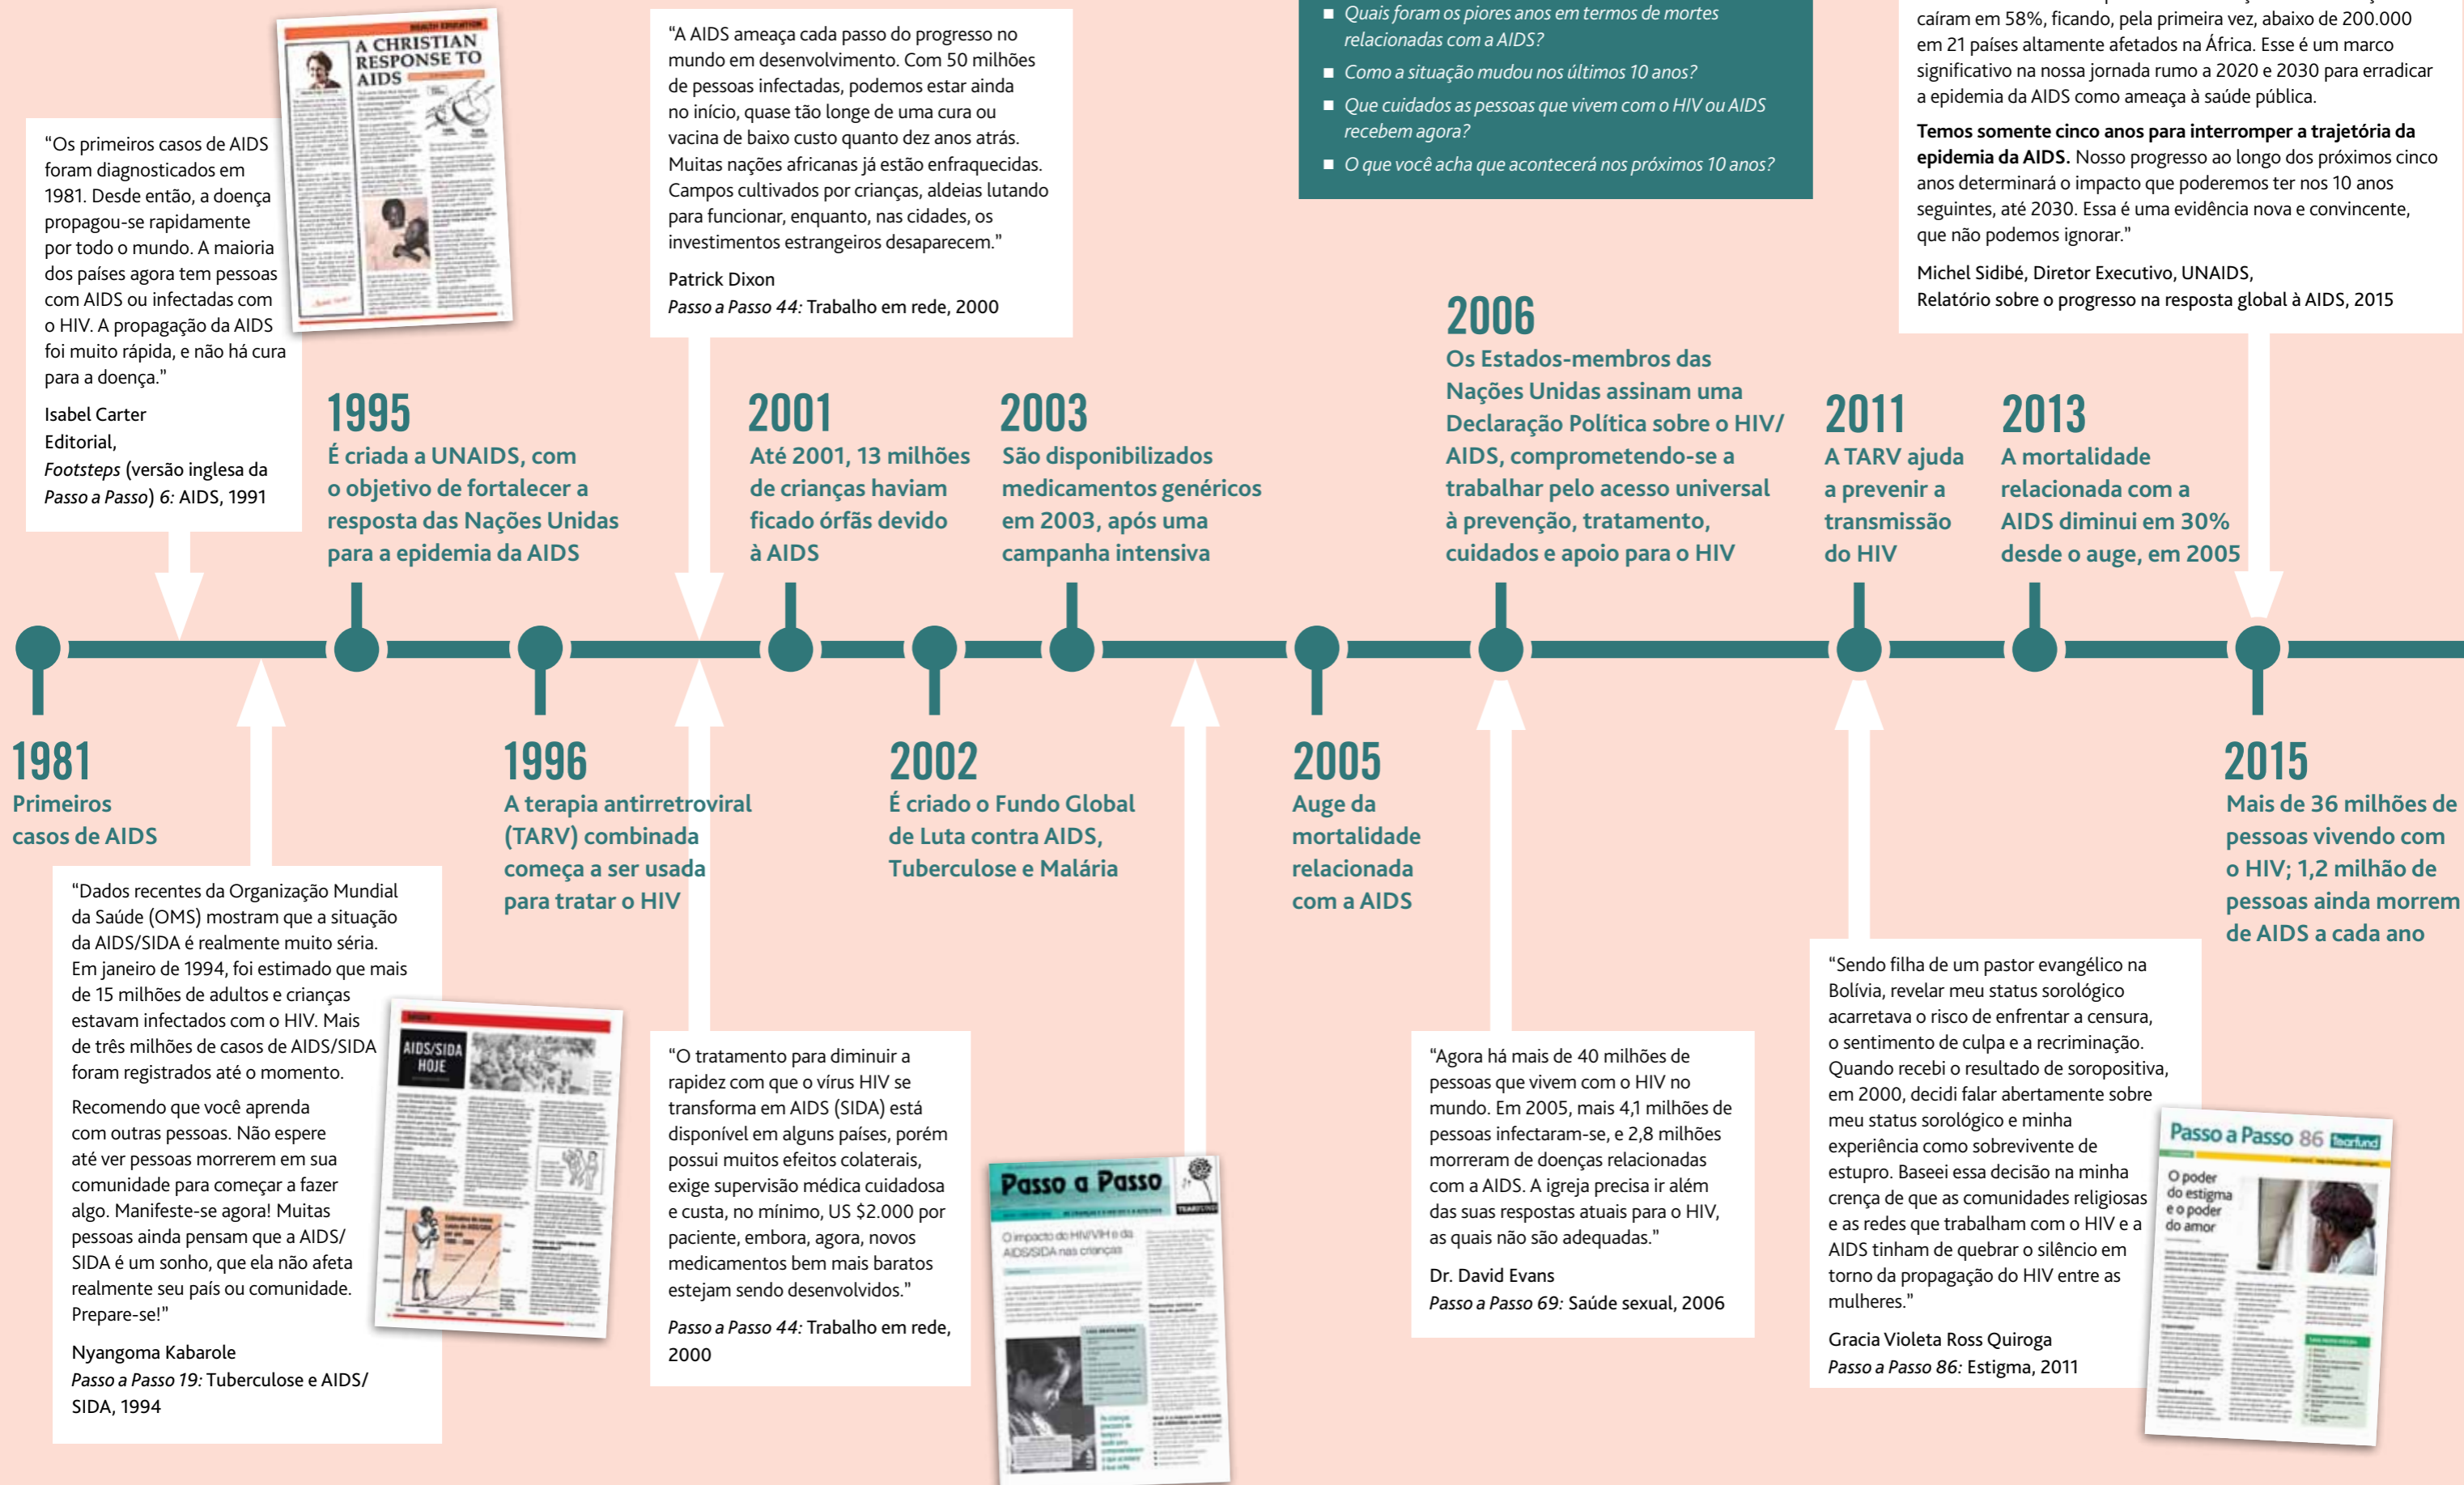 HEALTH EDUCATION
A CHRISTIAN
RESPONSE TO
AIDS
“Os primeiros casos de AIDS
foram diagnosticados em
1981. Desde então, a doença
propagou-se rapidamente
por todo o mundo. A maioria
dos países agora tem pessoas
com AIDS ou infectadas com
o HIV. A propagação da AIDS
foi muito rápida, e não há cura
para a doença.”
Isabel Carter
Editorial,
Footsteps (versão inglesa da
Passo a Passo) 6: AIDS, 1991
“A AIDS ameaça cada passo do progresso no
mundo em desenvolvimento. Com 50 milhões
de pessoas infectadas, podemos estar ainda
no início, quase tão longe de uma cura ou
vacina de baixo custo quanto dez anos atrás.
Muitas nações africanas já estão enfraquecidas.
Campos cultivados por crianças, aldeias lutando
para funcionar, enquanto, nas cidades, os
investimentos estrangeiros desaparecem.”
Patrick Dixon
Passo a Passo 44: Trabalho em rede, 2000
■ Quais foram os piores anos em termos de mortes
relacionadas com a AIDS?
■ Como a situação mudou nos últimos 10 anos?
■ Que cuidados as pessoas que vivem com o HIV ou AIDS
recebem agora?
■ O que você acha que acontecerá nos próximos 10 anos?
caíram em 58%, ficando, pela primeira vez, abaixo de 200.000
em 21 países altamente afetados na África. Esse é um marco
significativo na nossa jornada rumo a 2020 e 2030 para erradicar
a epidemia da AIDS como ameaça à saúde pública.
Temos somente cinco anos para interromper a trajetória da
epidemia da AIDS. Nosso progresso ao longo dos próximos cinco
anos determinará o impacto que poderemos ter nos 10 anos
seguintes, até 2030. Essa é uma evidência nova e convincente,
que não podemos ignorar.”
Michel Sidibé, Diretor Executivo, UNAIDS,
Relatório sobre o progresso na resposta global à AIDS, 2015
1995
É criada a UNAIDS, com
o objetivo de fortalecer a
resposta das Nações Unidas
para a epidemia da AIDS
2001
Até 2001, 13 milhões
de crianças haviam
ficado órfãs devido
à AIDS
2003
São disponibilizados
medicamentos genéricos
em 2003, após uma
campanha intensiva
2006
Os Estados-membros das
Nações Unidas assinam uma
Declaração Política sobre o HIV/
AIDS, comprometendo-se a
trabalhar pelo acesso universal
à prevenção, tratamento,
cuidados e apoio para o HIV
2011
A TARV ajuda
a prevenir a
transmissão
do HIV
2013
A mortalidade
relacionada com a
AIDS diminui em 30%
desde o auge, em 2005
1981
Primeiros
casos de AIDS
1996
A terapia antirretroviral
(TARV) combinada
começa a ser usada
para tratar o HIV
2002
É criado o Fundo Global
de Luta contra AIDS,
Tuberculose e Malária
2005
Auge da
mortalidade
relacionada
com a AIDS
2015
Mais de 36 milhões de
pessoas vivendo com
o HIV; 1,2 milhão de
pessoas ainda morrem
de AIDS a cada ano
“Dados recentes da Organização Mundial
da Saúde (OMS) mostram que a situação
da AIDS/SIDA é realmente muito séria.
Em janeiro de 1994, foi estimado que mais
de 15 milhões de adultos e crianças
estavam infectados com o HIV. Mais
de três milhões de casos de AIDS/SIDA
foram registrados até o momento.
Recomendo que você aprenda
com outras pessoas. Não espere
até ver pessoas morrerem em sua
comunidade para começar a fazer
algo. Manifeste-se agora! Muitas
pessoas ainda pensam que a AIDS/
SIDA é um sonho, que ela não afeta
realmente seu país ou comunidade.
Prepare-se!”
Nyangoma Kabarole
Passo a Passo 19: Tuberculose e AIDS/
SIDA, 1994
AIDS/SIDA
HOJE
“O tratamento para diminuir a
rapidez com que o vírus HIV se
transforma em AIDS (SIDA) está
disponível em alguns países, porém
possui muitos efeitos colaterais,
exige supervisão médica cuidadosa
e custa, no mínimo, US $2.000 por
paciente, embora, agora, novos
medicamentos bem mais baratos
estejam sendo desenvolvidos.”
Passo a Passo 44: Trabalho em rede,
2000
Passo a Passo
TEARFUND
O impacto do HIV/VIH e da
AIDS/SIDA nas crianças
“Agora há mais de 40 milhões de
pessoas que vivem com o HIV no
mundo. Em 2005, mais 4,1 milhões de
pessoas infectaram-se, e 2,8 milhões
morreram de doenças relacionadas
com a AIDS. A igreja precisa ir além
das suas respostas atuais para o HIV,
as quais não são adequadas.”
Dr. David Evans
Passo a Passo 69: Saúde sexual, 2006
“Sendo filha de um pastor evangélico na
Bolívia, revelar meu status sorológico
acarretava o risco de enfrentar a censura,
o sentimento de culpa e a recriminação.
Quando recebi o resultado de soropositiva,
em 2000, decidi falar abertamente sobre
meu status sorológico e minha
experiência como sobrevivente de
estupro. Baseei essa decisão na minha
crença de que as comunidades religiosas
e as redes que trabalham com o HIV e a
AIDS tinham de quebrar o silêncio em
torno da propagação do HIV entre as
mulheres.”
Gracia Violeta Ross Quiroga
Passo a Passo 86: Estigma, 2011
Passo a Passo 86 tearfund
O poder
do estigma
e o poder
do amor